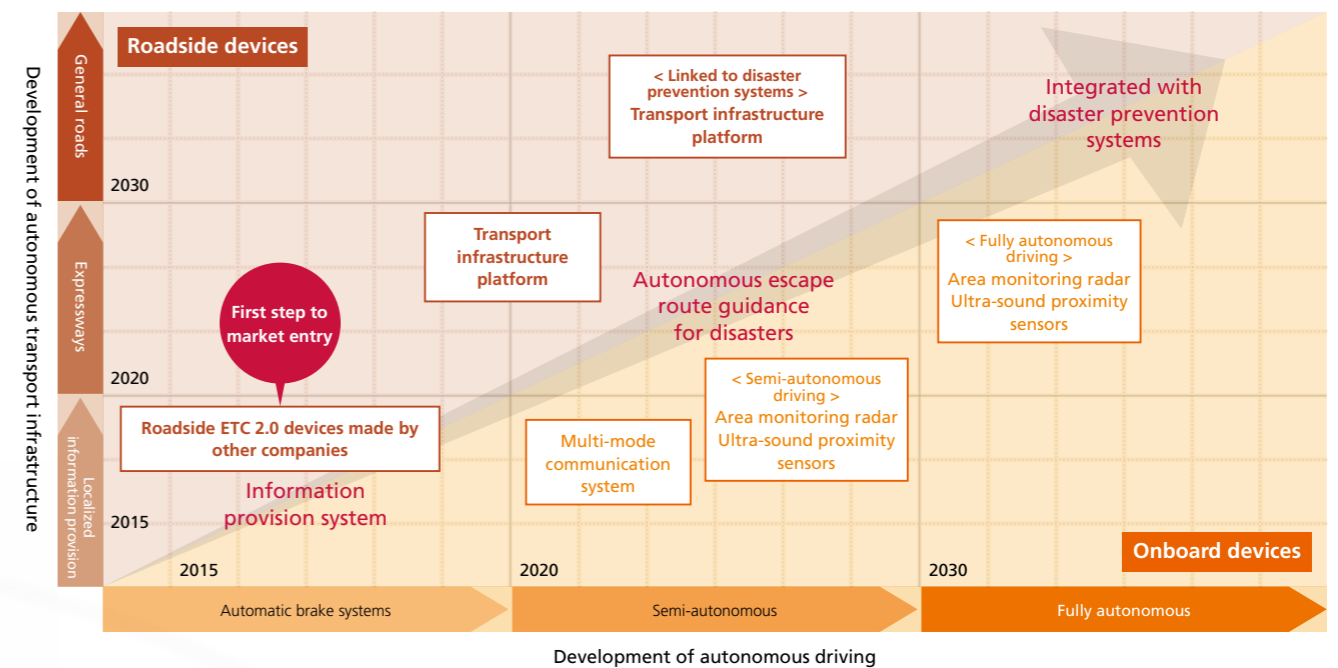 Development of autonomous transport infrastructure
General roads
Expressways
Localized
information provision
Roadside devices
< Linked to disaster
prevention systems >
Transport infrastructure
platform
Integrated with
disaster prevention
systems
2030
Transport
infrastructure
platform
Autonomous escape
route guidance
for disasters
< Fully autonomous
driving >
Area monitoring radar
Ultra-sound proximity
sensors
First step to
market entry
2020
Roadside ETC 2.0 devices made by
other companies
Information
provision system
Multi-mode
communication
system
< Semi-autonomous
driving >
Area monitoring radar
Ultra-sound proximity
sensors
2015
Onboard devices
2015
2020
2030
Automatic brake systems
Semi-autonomous
Fully autonomous
Development of autonomous driving